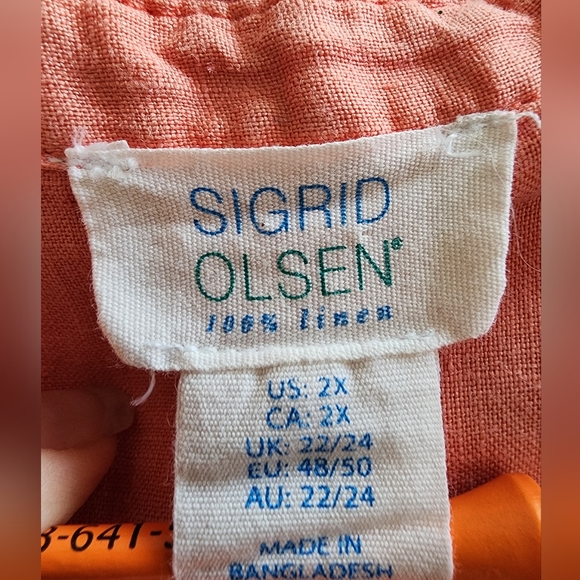 SIGRID
OLSEN®
100% linen
US: 2X
CA: 2X
UK: 22/24
EU: 48/50
AU: 22/24
-641-
MADE IN
BANGLADESH